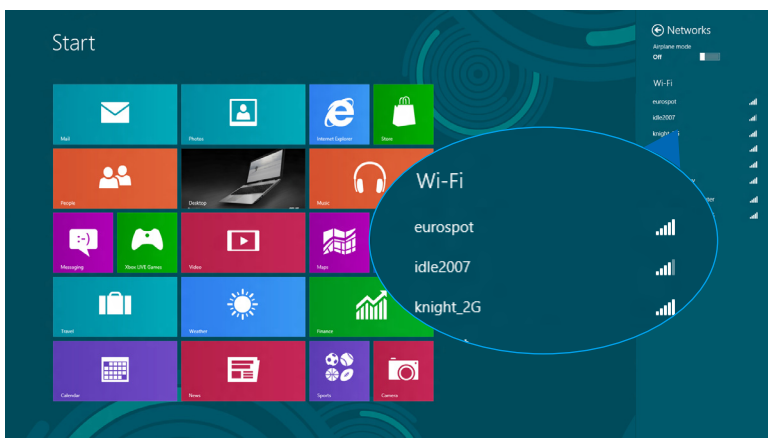 Start
Networks
Airplane mode
Off
Wi-Fi
eurospot
idle2007
Mail
Photos
Internet Explorer
Store
People
Desktop
Music
Messaging
Xbox LIVE Games
Video
Maps
Travel
Weather
Finance
Calendar
News
Sports
Camera
Wi-Fi
eurospot
idle2007
knight_2G